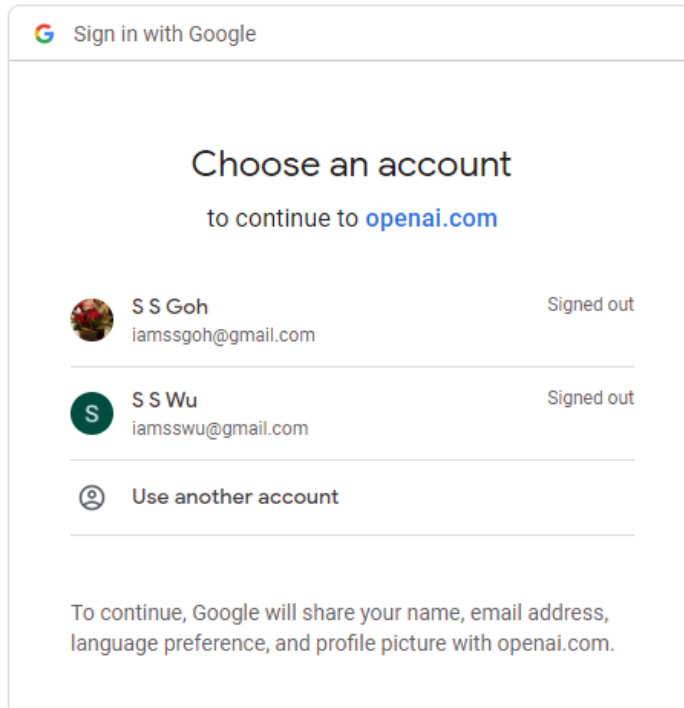 Sign in with Google
Choose an account
to continue to openai.com
S S Goh
Signed out
iamssgoh@gmail.com
S
S S Wu
Signed out
iamsswu@gmail.com
Use another account
To continue, Google will share your name, email address,
language preference, and profile picture with openai.com.